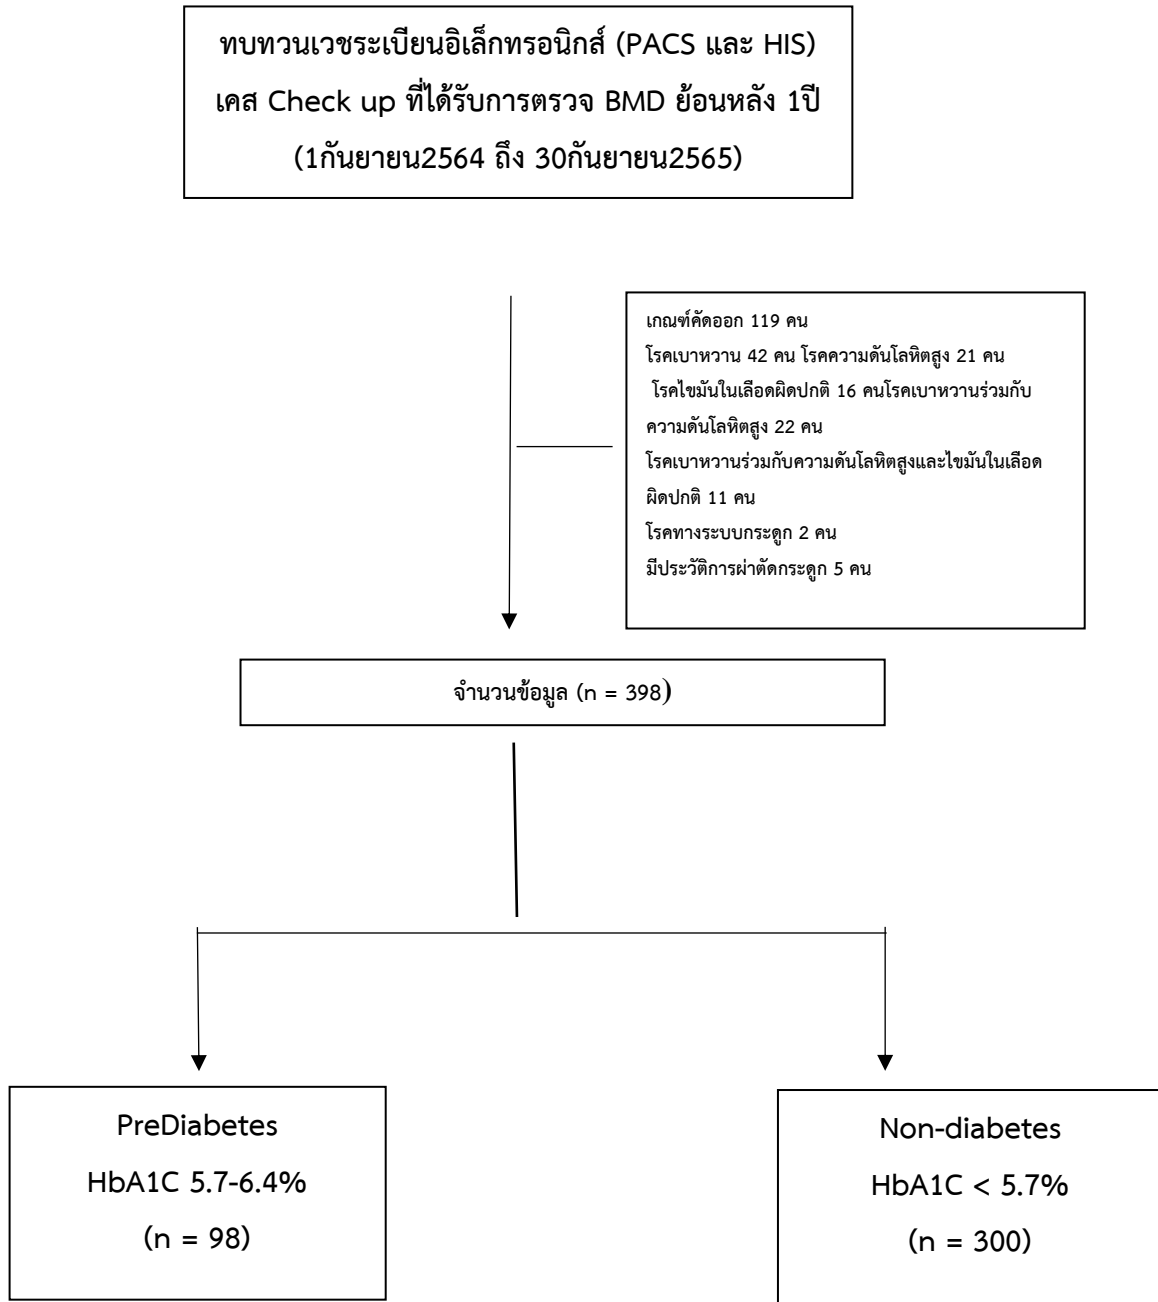 ทบทวนเวชระเบียนอิเล็กทรอนิกส์ (PACS และ HIS)
เคส Check up ที่ได้รับการตรวจ BMD ย้อนหลัง 1ปี
(1กันยายน2564 ถึง 30กันยายน2565)
เกณฑ์คัดออก 119 คน
โรคเบาหวาน 42 คน โรคความดันโลหิตสูง 21 คน
โรคไขมันในเลือดผิดปกติ 16 คนโรคเบาหวานร่วมกับ
ความดันโลหิตสูง 22 คน
โรคเบาหวานร่วมกับความดันโลหิตสูงและไขมันในเลือด
ผิดปกติ 11 คน
โรคทางระบบกระดูก 2 คน
มีประวัติการผ่าตัดกระดูก 5 คน
จำนวนข้อมูล (n = 398)
PreDiabetes
HbA1C 5.7-6.4%
(n = 98)
Non-diabetes
HbA1C < 5.7%
(n = 300)